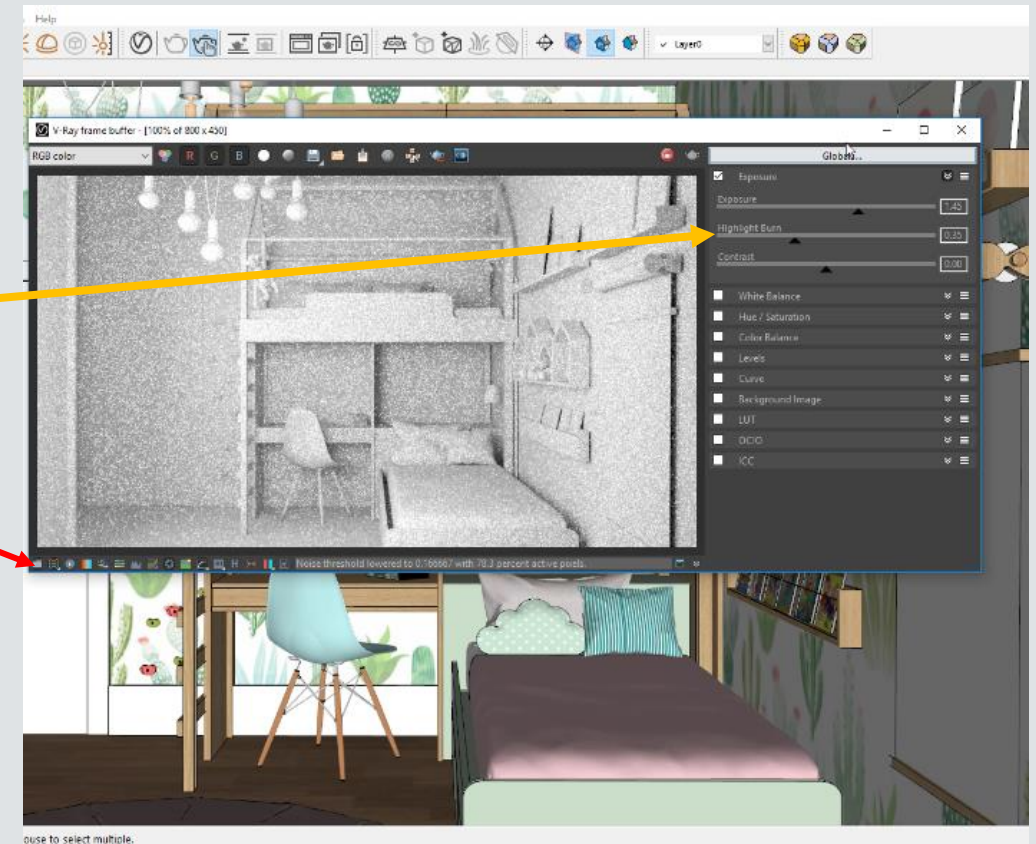 Help
Layer0
V-Ray frame buffer - [100% of 800 x 450]
RGB color
R G B
Globals...
Exposure
Exposure
1.45
Highlight Burn
0.35
Contrast
0.00
White Balance
Hue / Saturation
Color Balance
Levels
Curve
Background Image
LUT
OCIO
ICC
H
Noise threshold lowered to 0.166667 with 78.3 percent active pixels.
ouse to select multiple.